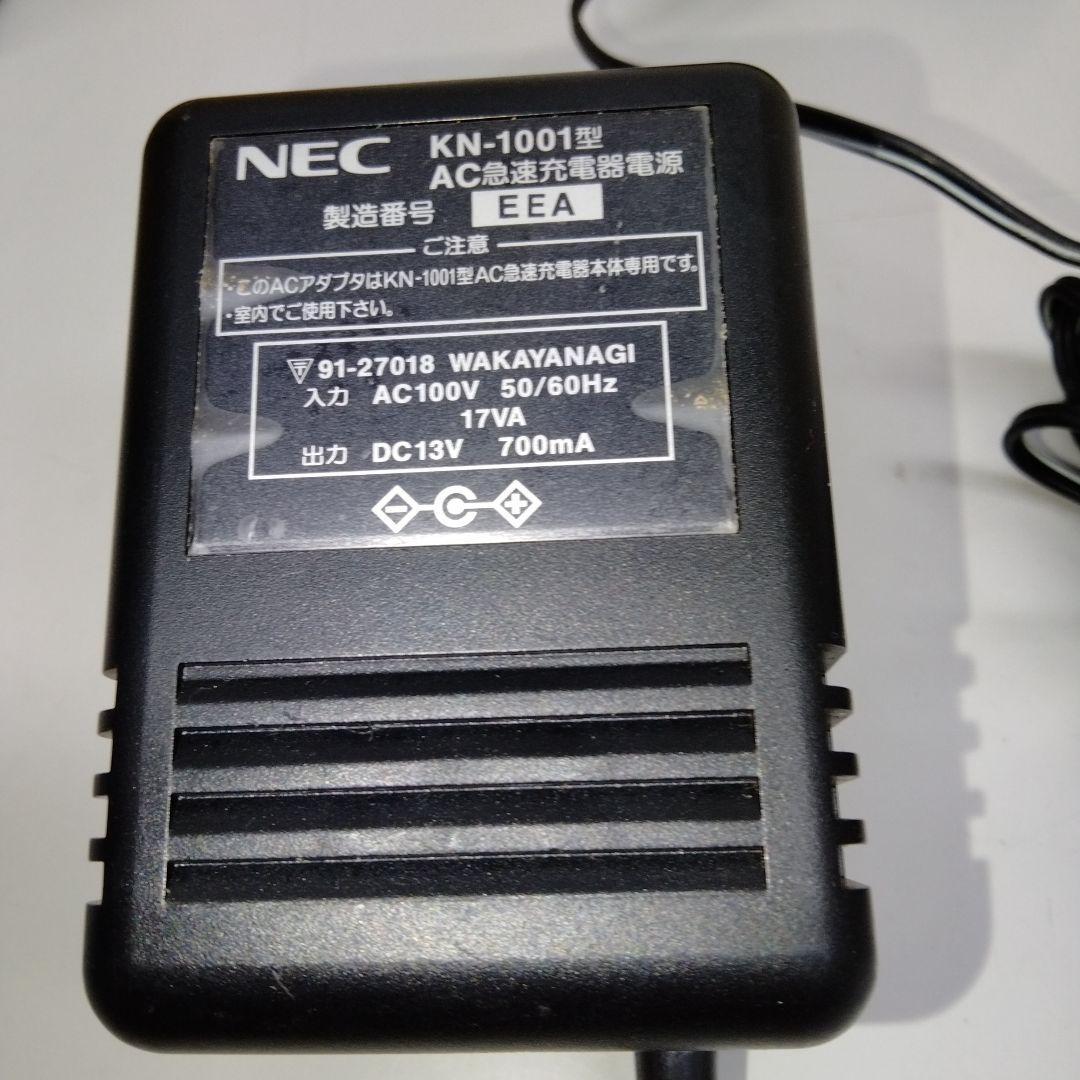 NEC KN-1001型
AC急速充電器電源
製造番号 EEA
ご注意
・このACアダプタはKN-1001型AC急速充電器本体専用です。
・室内でご使用下さい。
91-27018 WAKAYANAGI
入力 AC100V 50/60Hz
17VA
出力 DC13V 700mA